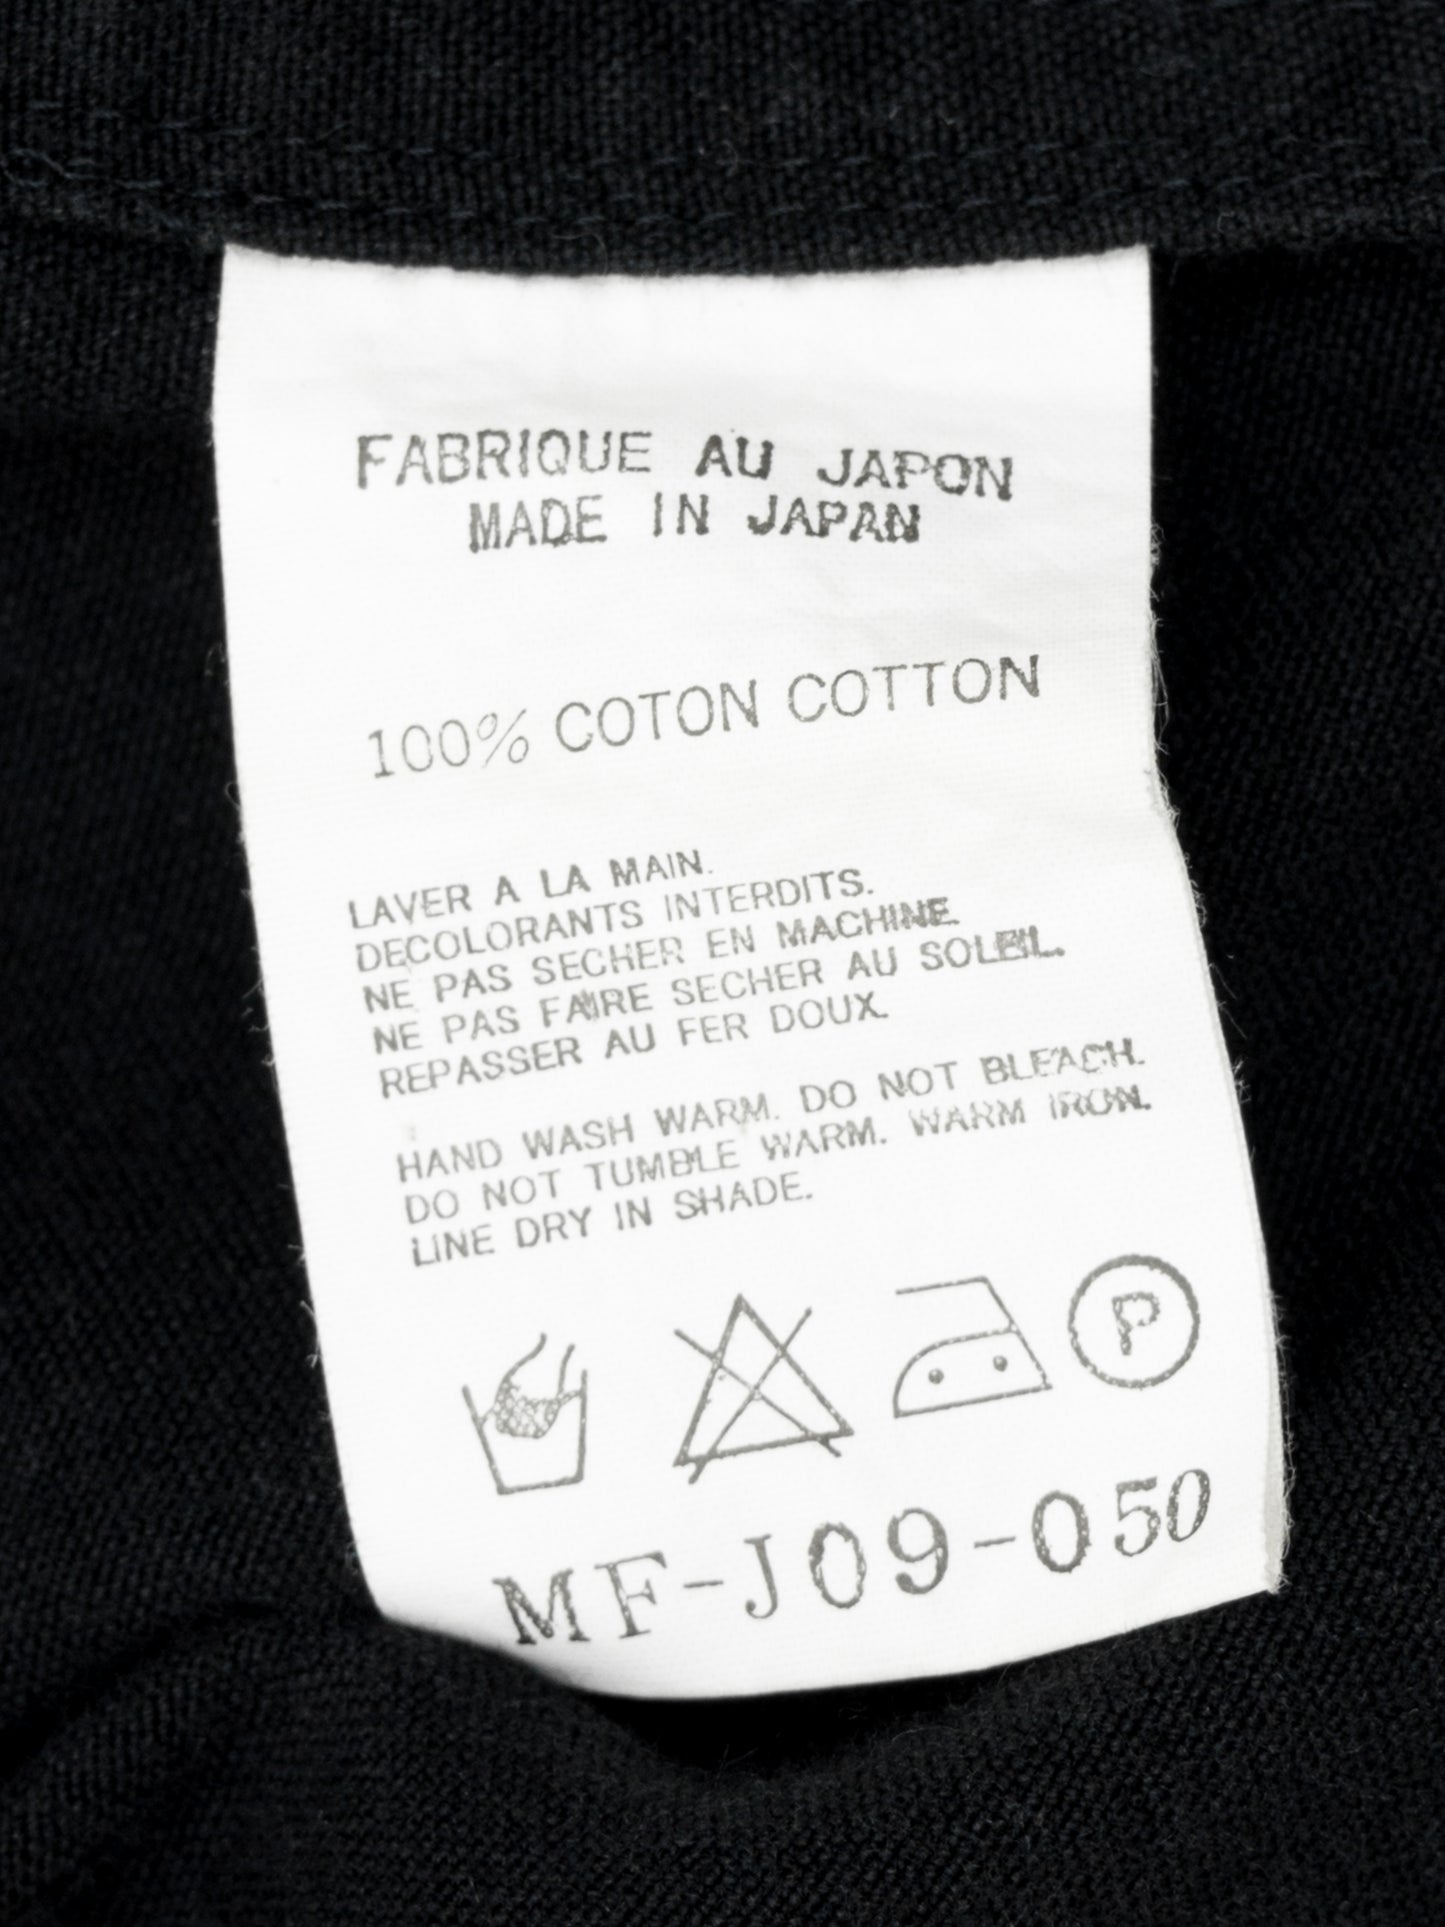 FABRIQUE AU JAPON
MADE IN JAPAN
100% COTON COTTON
LAVER A LA MAIN.
DECOLORANTS INTERDITS.
NE PAS SECHER EN MACHINE
NE PAS FAIRE SECHER AU SOLEIL.
REPASSER AU FER DOUX.
HAND WASH WARM. DO NOT BLEACH.
DO NOT TUMBLE WARM. WARM IRON.
LINE DRY IN SHADE.
P
MF-J09-050